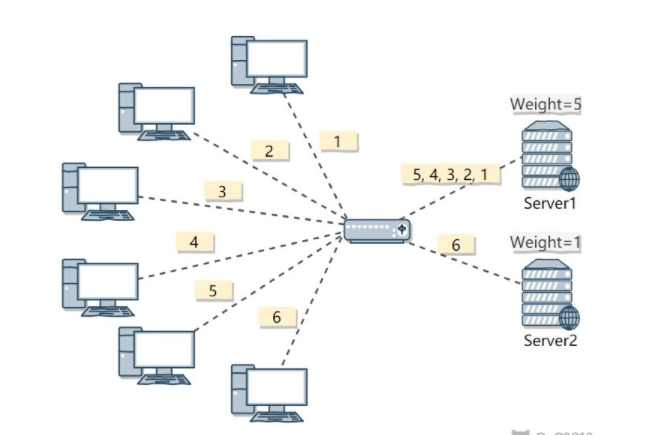 Weight=5
1
2
5, 4, 3, 2, 1
3
Server1
4
6
Weight=1
5
6
Server2